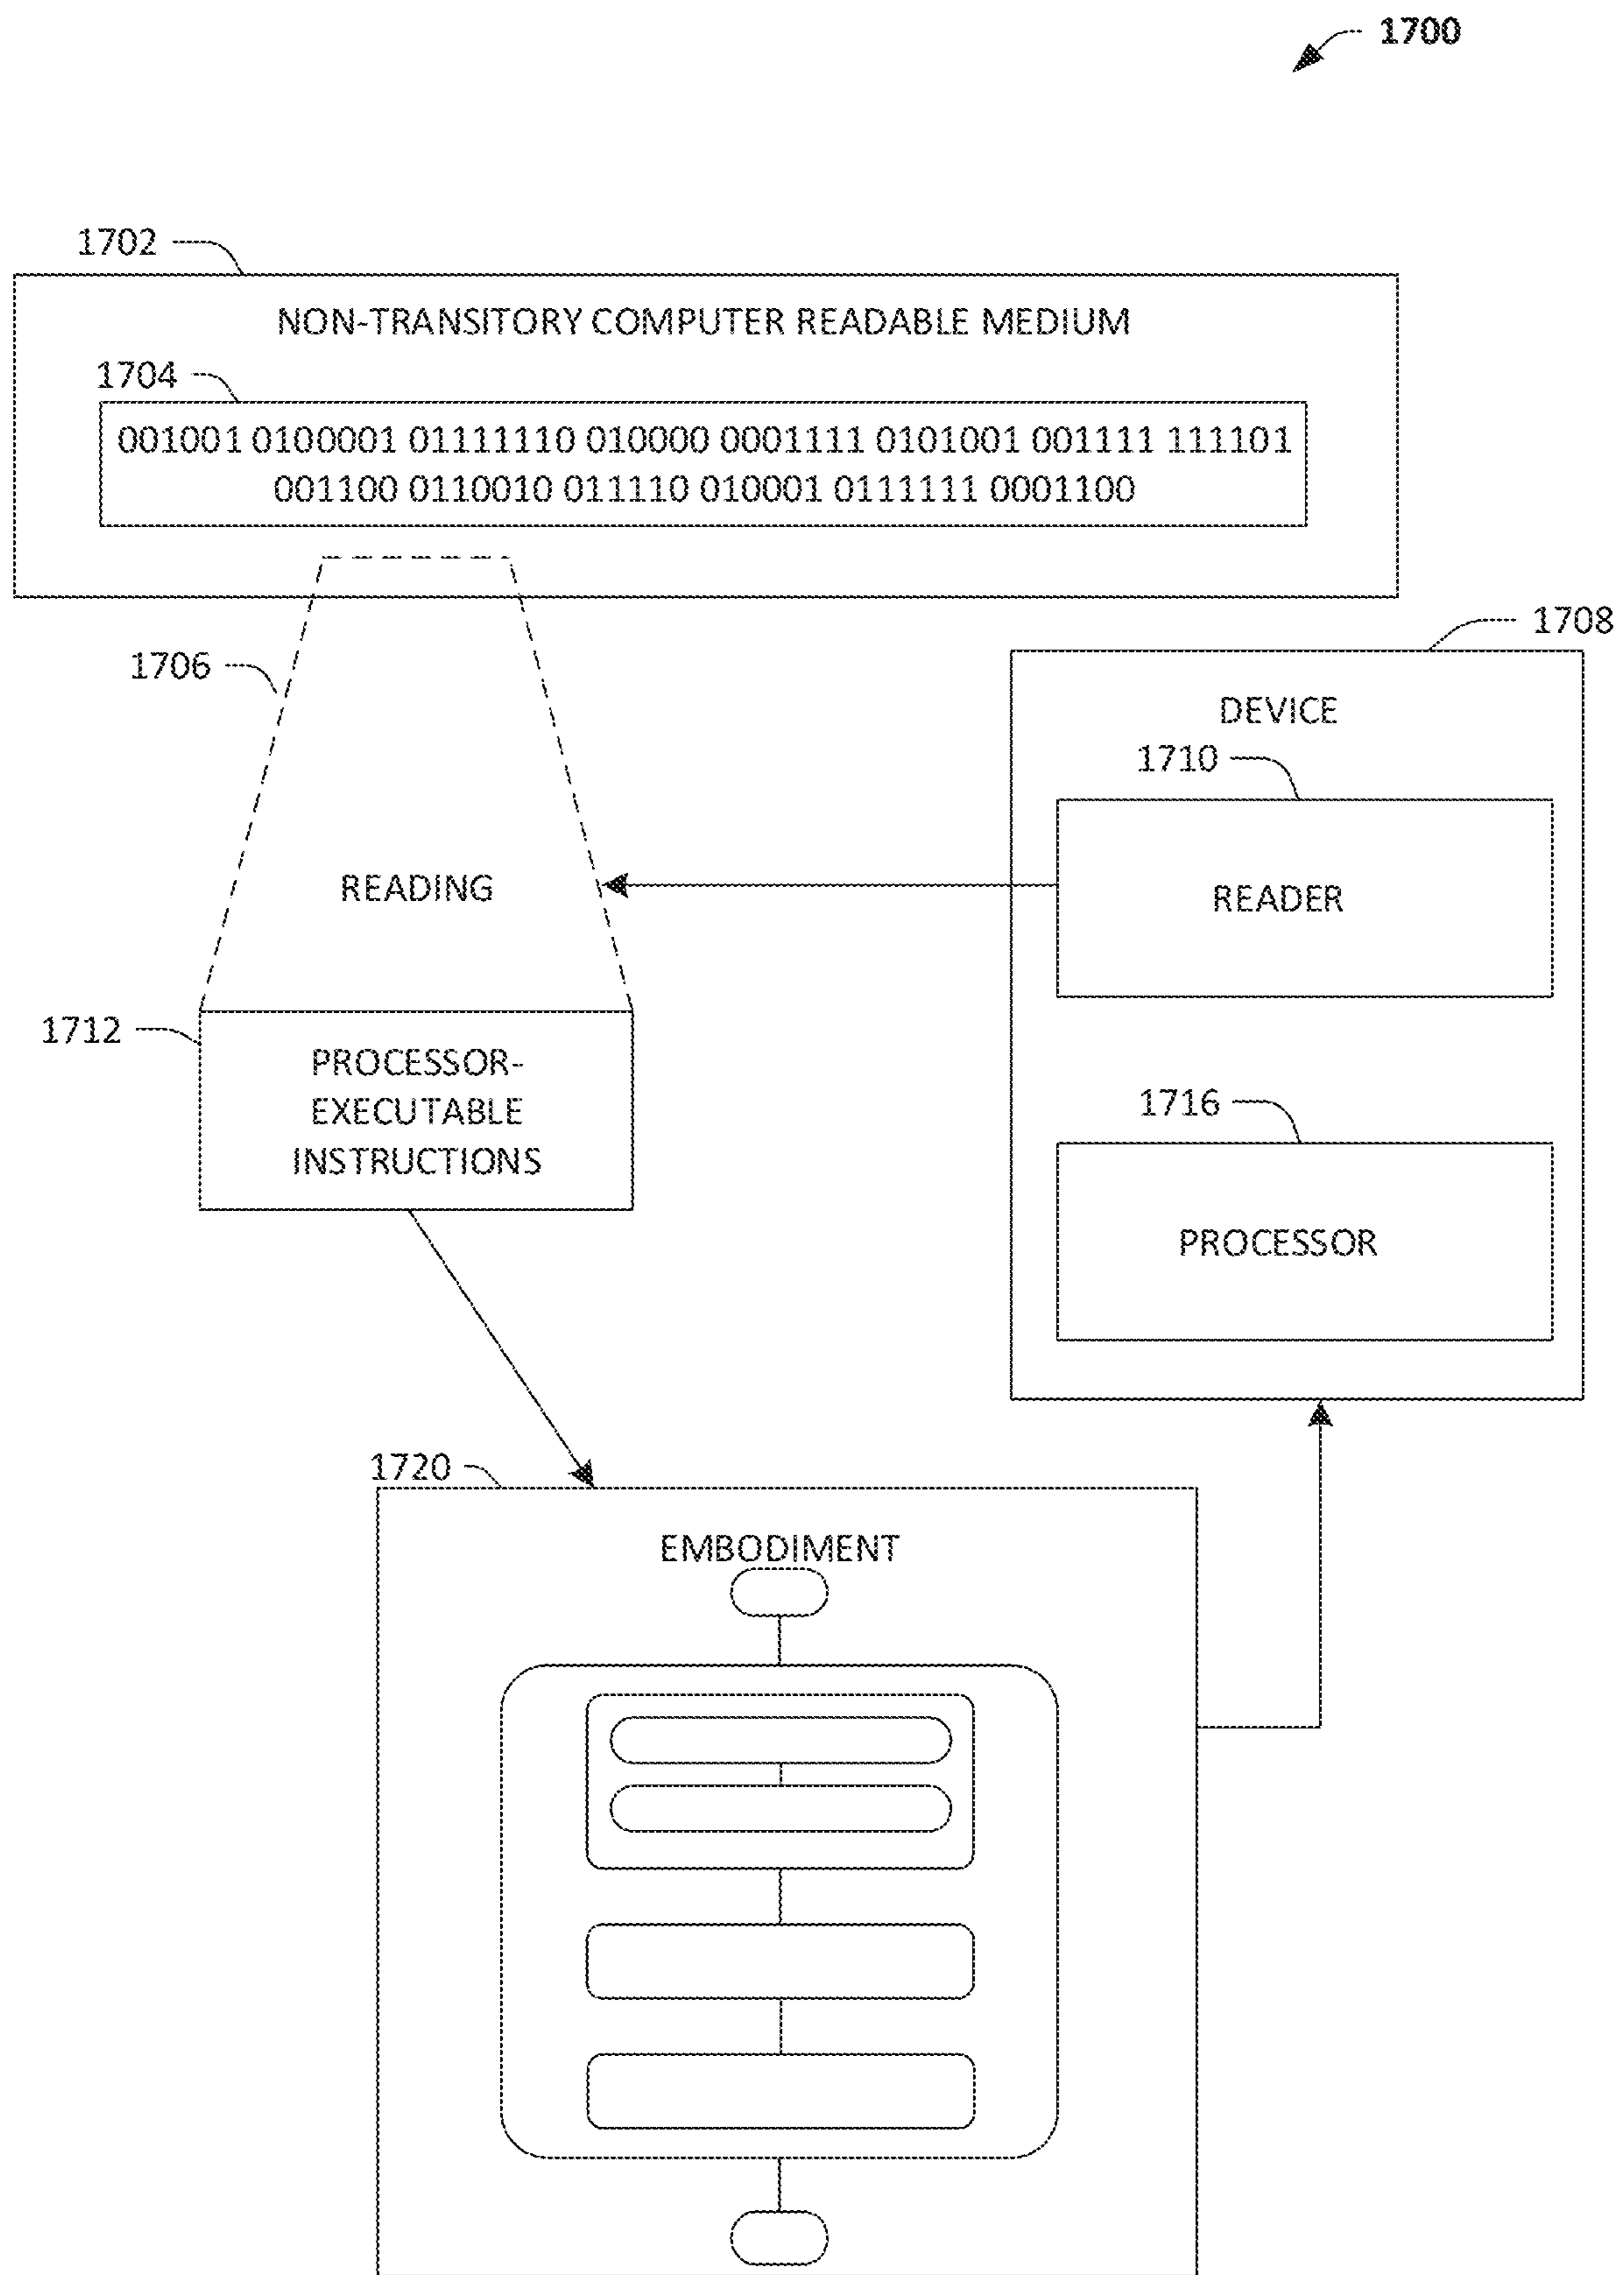 1700
1702
NON-TRANSITORY COMPUTER READABLE MEDIUM
1704
001001 0100001 01111110 010000 0001111 0101001 001111 111101
001100 0110010 011110 010001 0111111 0001100
1708
1706
DEVICE
1710
READING
READER
1712
PROCESSOR-
EXECUTABLE
INSTRUCTIONS
1716
PROCESSOR
1720
EMBODIMENT